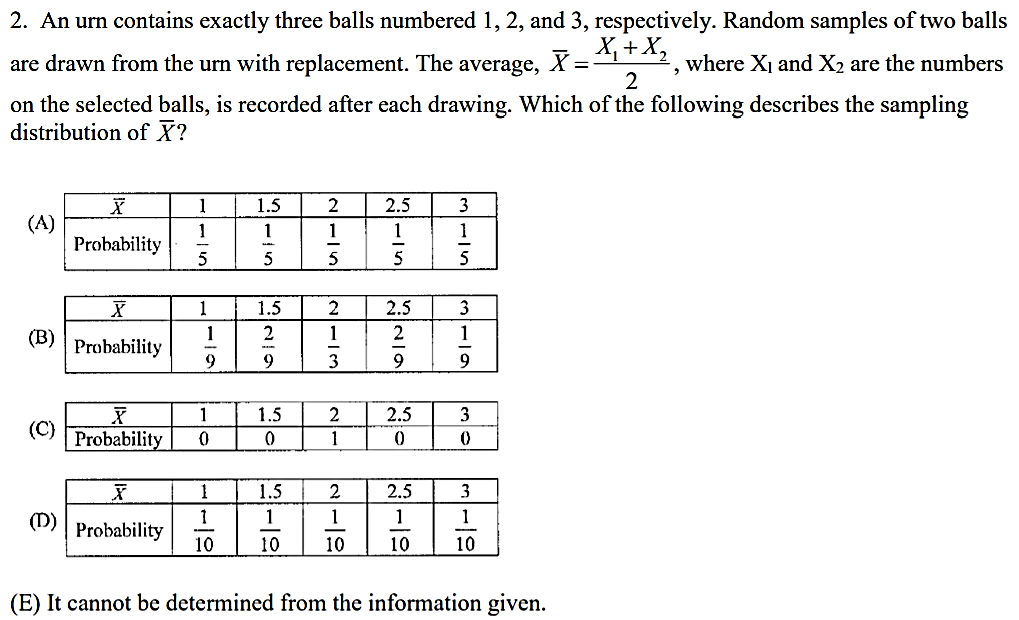 2. An urn contains exactly three balls numbered 1, 2, and 3, respectively. Random samples of two balls
are drawn from the urn with replacement. The average, X̅ = (X₁ + X₂)/2, where X₁ and X₂ are the numbers
on the selected balls, is recorded after each drawing. Which of the following describes the sampling
distribution of X̅?
(A)
X̅ 1 1.5 2 2.5 3
Probability 1/5 1/5 1/5 1/5 1/5
(B)
X̅ 1 1.5 2 2.5 3
Probability 1/9 2/9 1/3 2/9 1/9
(C)
X̅ 1 1.5 2 2.5 3
Probability 0 0 1 0 0
(D)
X̅ 1 1.5 2 2.5 3
Probability 1/10 1/10 1/10 1/10 1/10
(E) It cannot be determined from the information given.